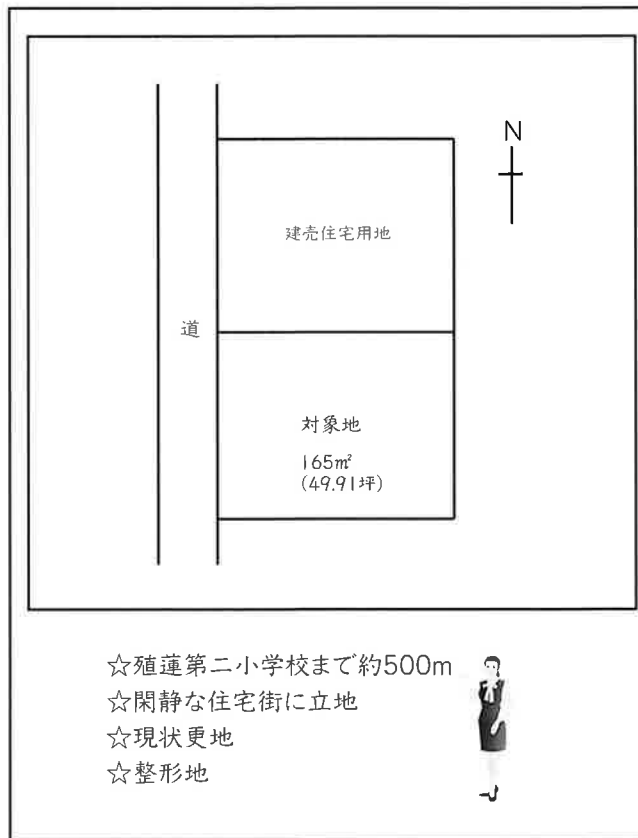 N
建売住宅用地
道
対象地
165㎡
(49.91坪)
☆殖蓮第二小学校まで約500m
☆閑静な住宅街に立地
☆現状更地
☆整形地